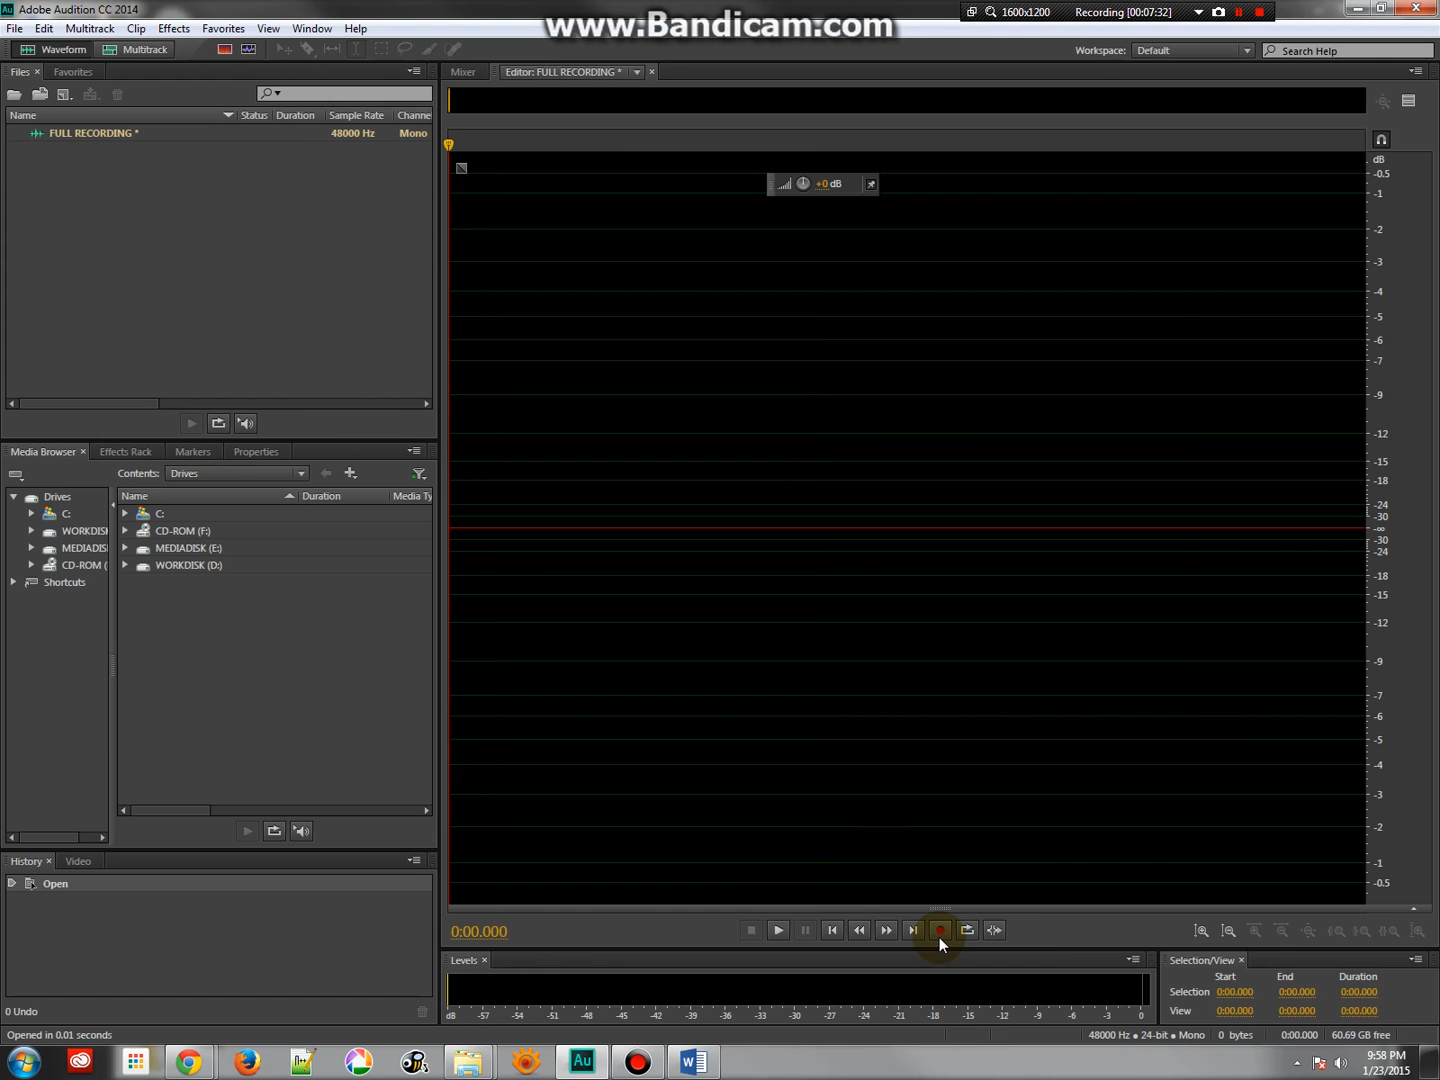 Adobe Audition CC 2014
www.Bandicam.com
1600x1200
Recording [00:07:32]
File Edit Multitrack Clip Effects Favorites View Window Help
Waveform Multitrack
Workspace: Default
Search Help
Files × Favorites
Mixer
Editor: FULL RECORDING *
Name Status Duration Sample Rate Channe
FULL RECORDING * 48000 Hz Mono
+0 dB
dB
-0.5
-1
-2
-3
-4
-5
-6
-7
-9
-12
-15
-18
-24
-30
-∞
-30
-24
-18
-15
-12
-9
-7
-6
-5
-4
-3
-2
-1
-0.5
Media Browser × Effects Rack Markers Properties
Contents: Drives
Drives
C:
WORKDISK
MEDIADIS
CD-ROM (
Shortcuts
Name Duration Media Ty
C:
CD-ROM (F:)
MEDIADISK (E:)
WORKDISK (D:)
History × Video
Open
0 Undo
0:00.000
Levels ×
dB -57 -54 -51 -48 -45 -42 -39 -36 -33 -30 -27 -24 -21 -18 -15 -12 -9 -6 -3 0
Selection/View ×
Start End Duration
Selection 0:00.000 0:00.000 0:00.000
View 0:00.000 0:00.000 0:00.000
Opened in 0.01 seconds
48000 Hz • 24-bit • Mono 0 bytes 0:00.000 60.69 GB free
Au
9:58 PM
1/23/2015